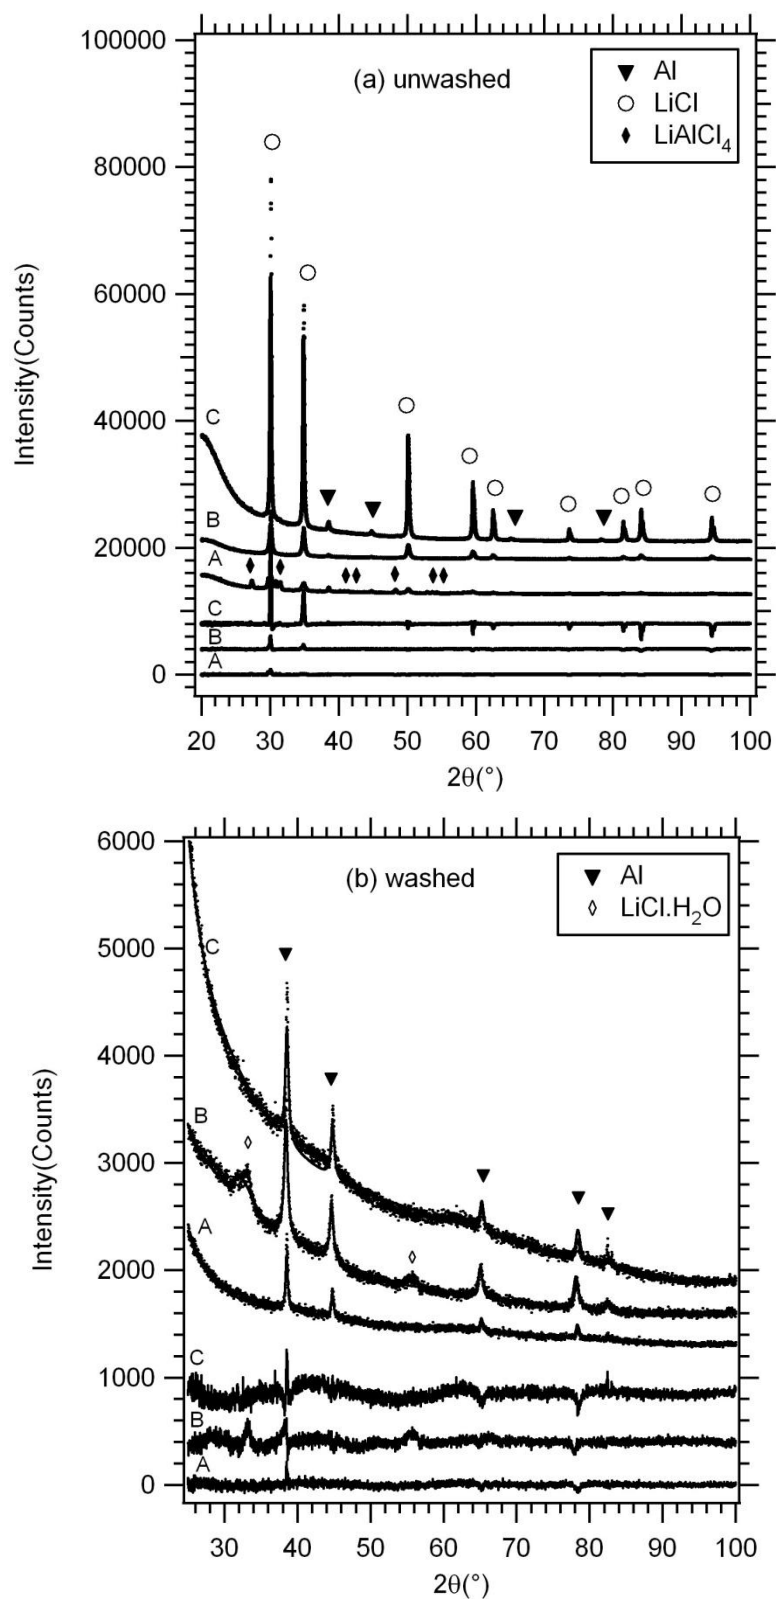 100000
80000
60000
40000
20000
0
Intensity(Counts)
(a) unwashed
Al
LiCl
LiAlCl₄
C
B
A
C
B
A
20 30 40 50 60 70 80 90 100
2θ(°)
6000
5000
4000
3000
2000
1000
0
Intensity(Counts)
(b) washed
Al
LiCl.H₂O
C
B
A
C
B
A
30 40 50 60 70 80 90 100
2θ(°)